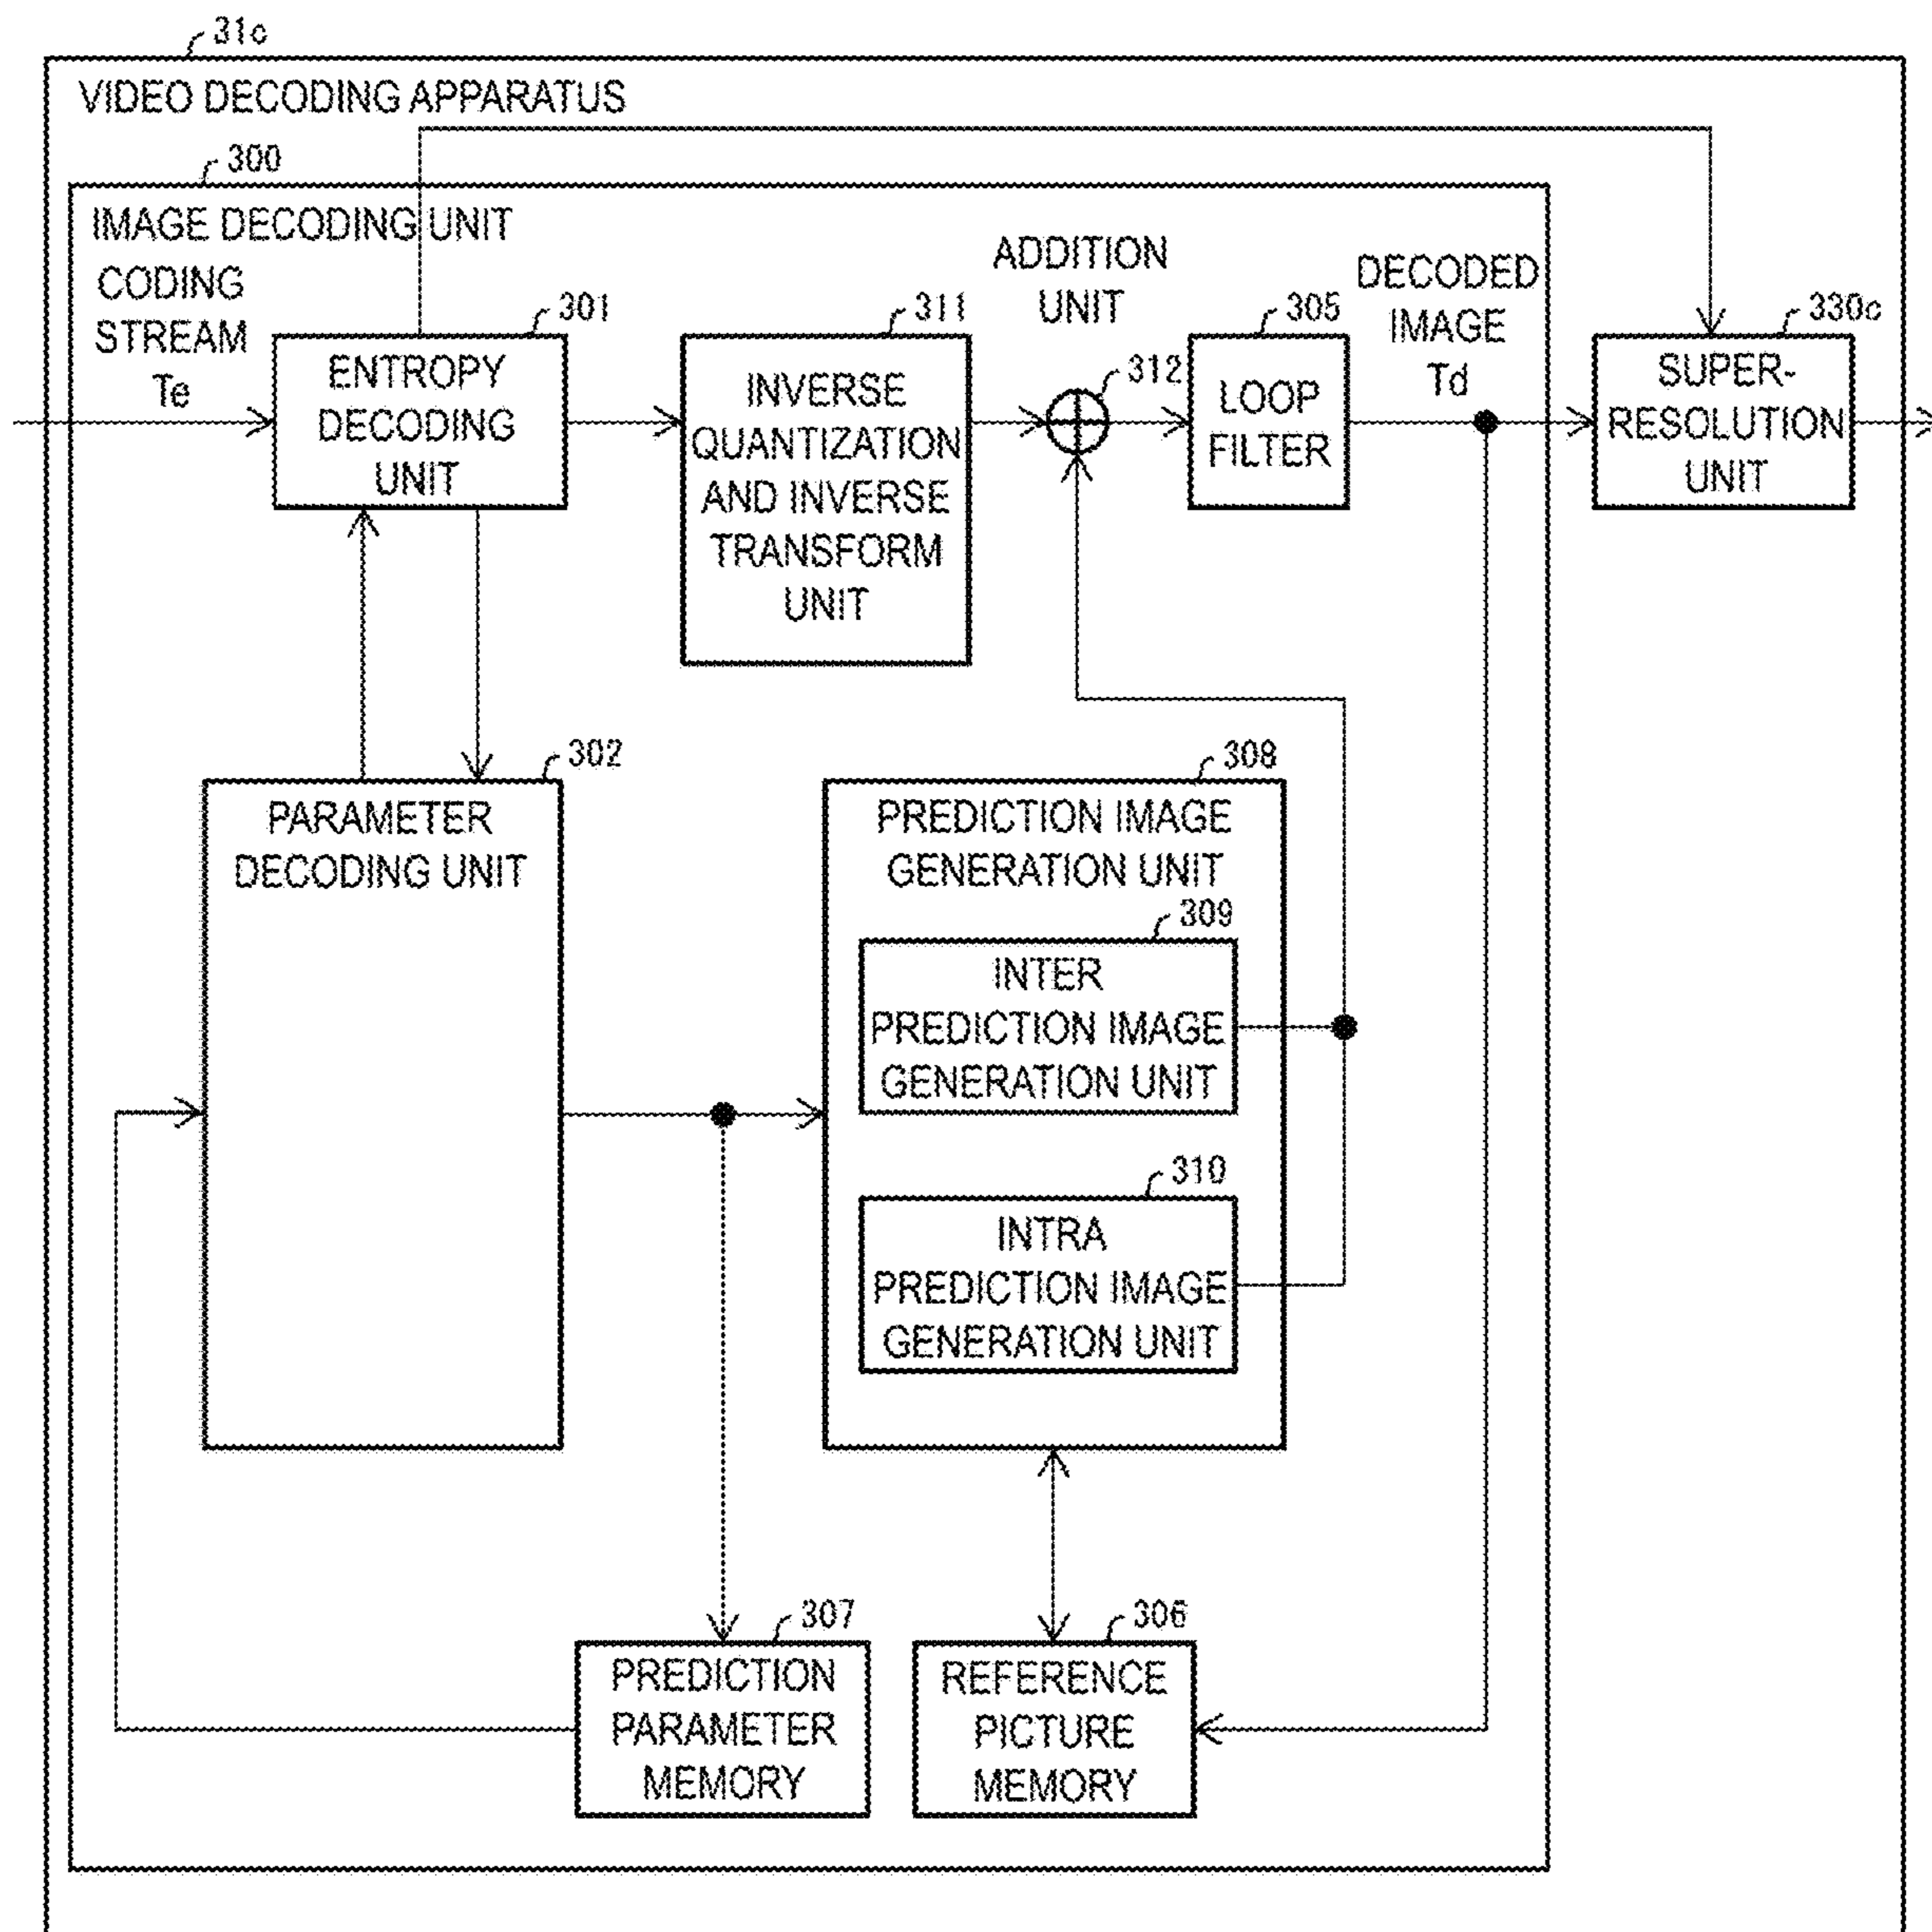 31c
VIDEO DECODING APPARATUS
300
IMAGE DECODING UNIT
CODING
STREAM
Te
301
ENTROPY
DECODING
UNIT
311
INVERSE
QUANTIZATION
AND INVERSE
TRANSFORM
UNIT
ADDITION
UNIT
312
305
LOOP
FILTER
DECODED
IMAGE
Td
330c
SUPER-
RESOLUTION
UNIT
302
PARAMETER
DECODING UNIT
308
PREDICTION IMAGE
GENERATION UNIT
309
INTER
PREDICTION IMAGE
GENERATION UNIT
310
INTRA
PREDICTION IMAGE
GENERATION UNIT
307
PREDICTION
PARAMETER
MEMORY
306
REFERENCE
PICTURE
MEMORY